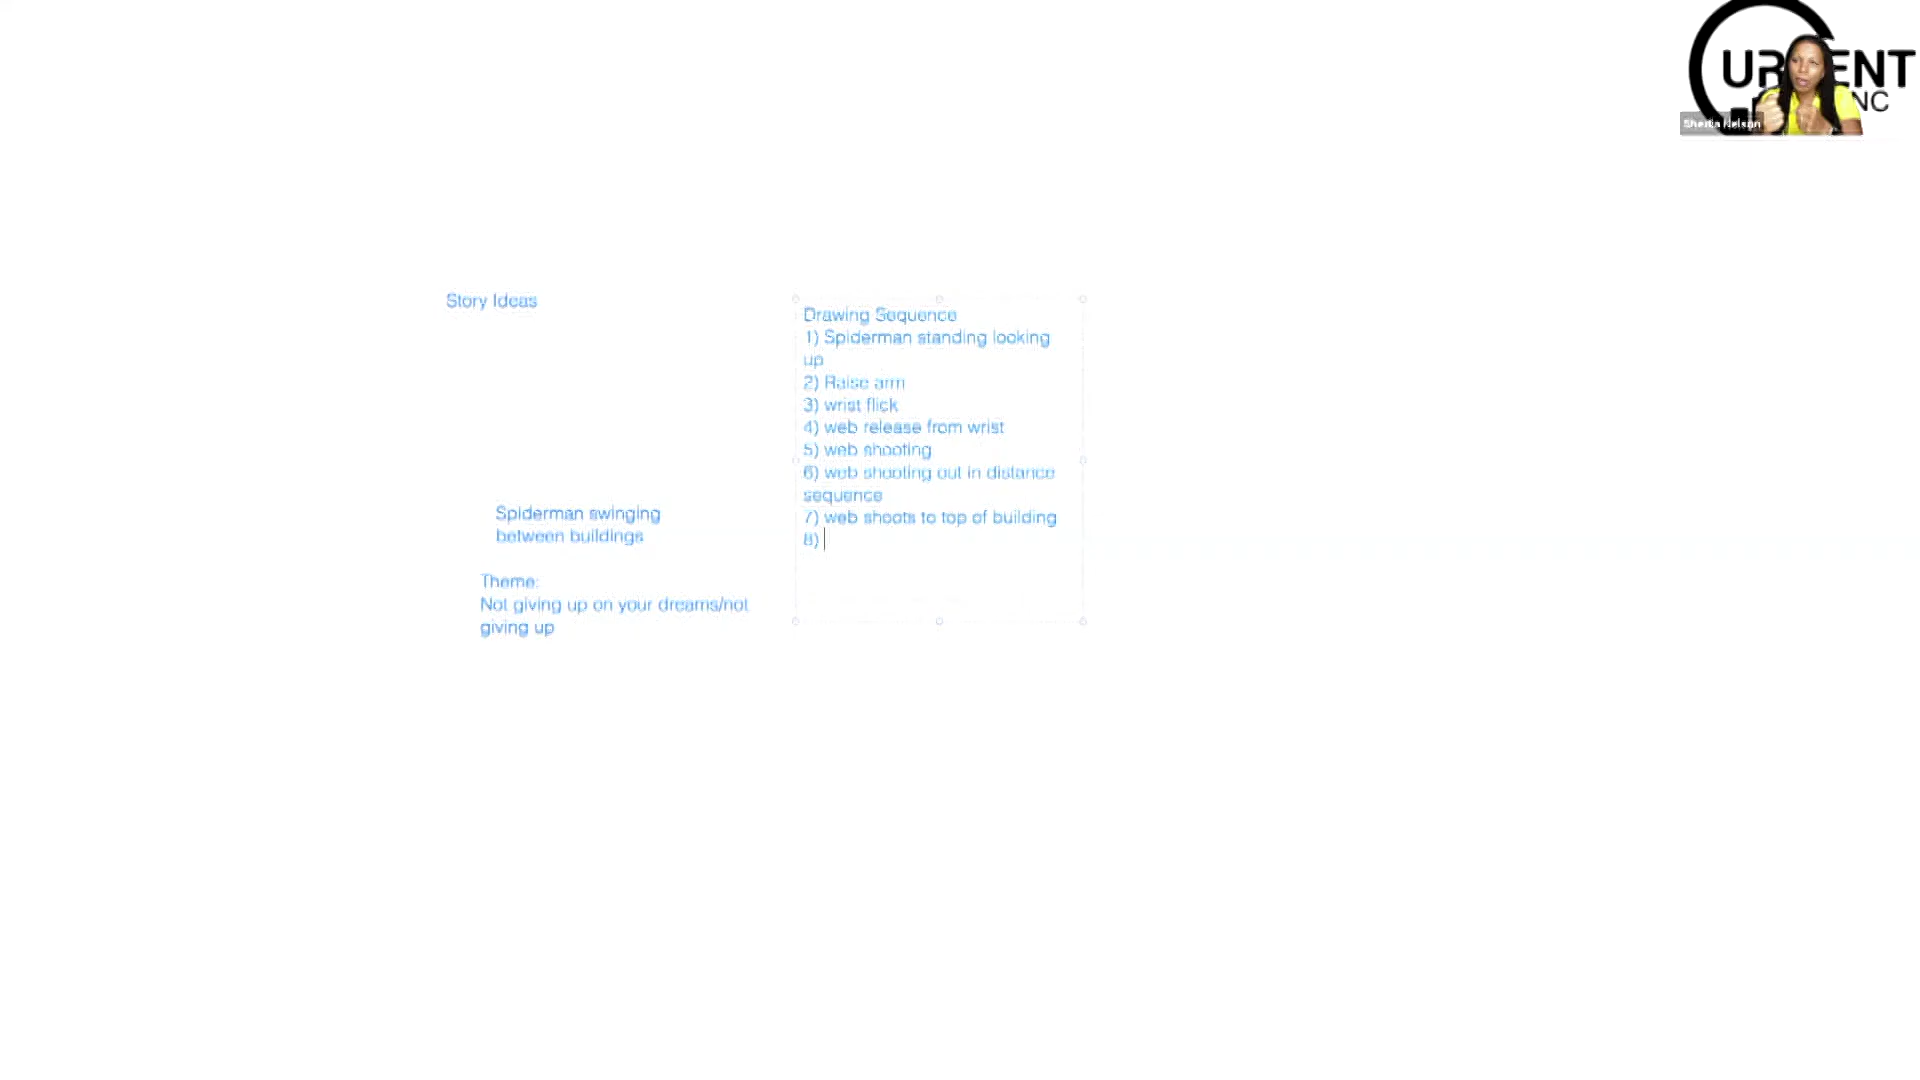 Story Ideas
Spiderman swinging
between buildings
Theme:
Not giving up on your dreams/not
giving up
Drawing Sequence
1) Spiderman standing looking
up
2) Raise arm
3) wrist flick
4) web release from wrist
5) web shooting
6) web shooting out in distance
sequence
7) web shoots to top of building
8)
Nelson